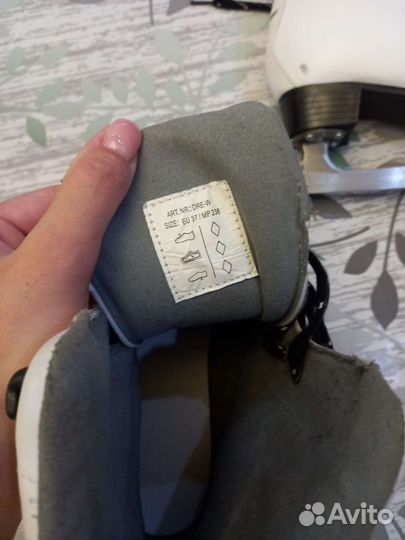 ART. NR.: DRE-W
SIZE: EU 37 / MP 238
Avito